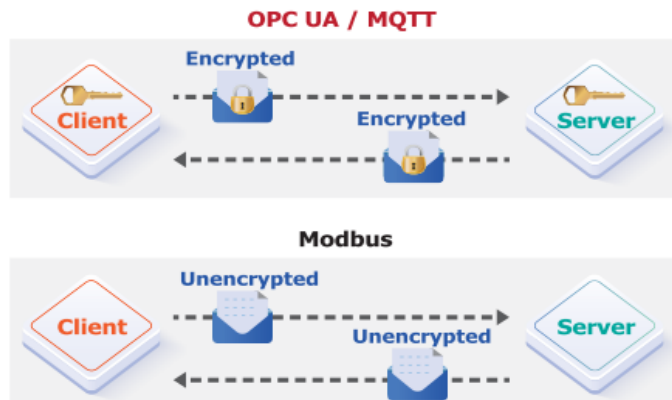 OPC UA / MQTT
Encrypted
Client
Encrypted
Server
Modbus
Unencrypted
Client
Unencrypted
Server